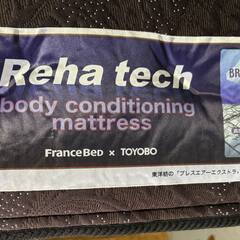 Reha tech
body conditioning
mattress
FRANCEBED × TOYOBO
BR
東洋紡の「ブレスエアーエクストラ